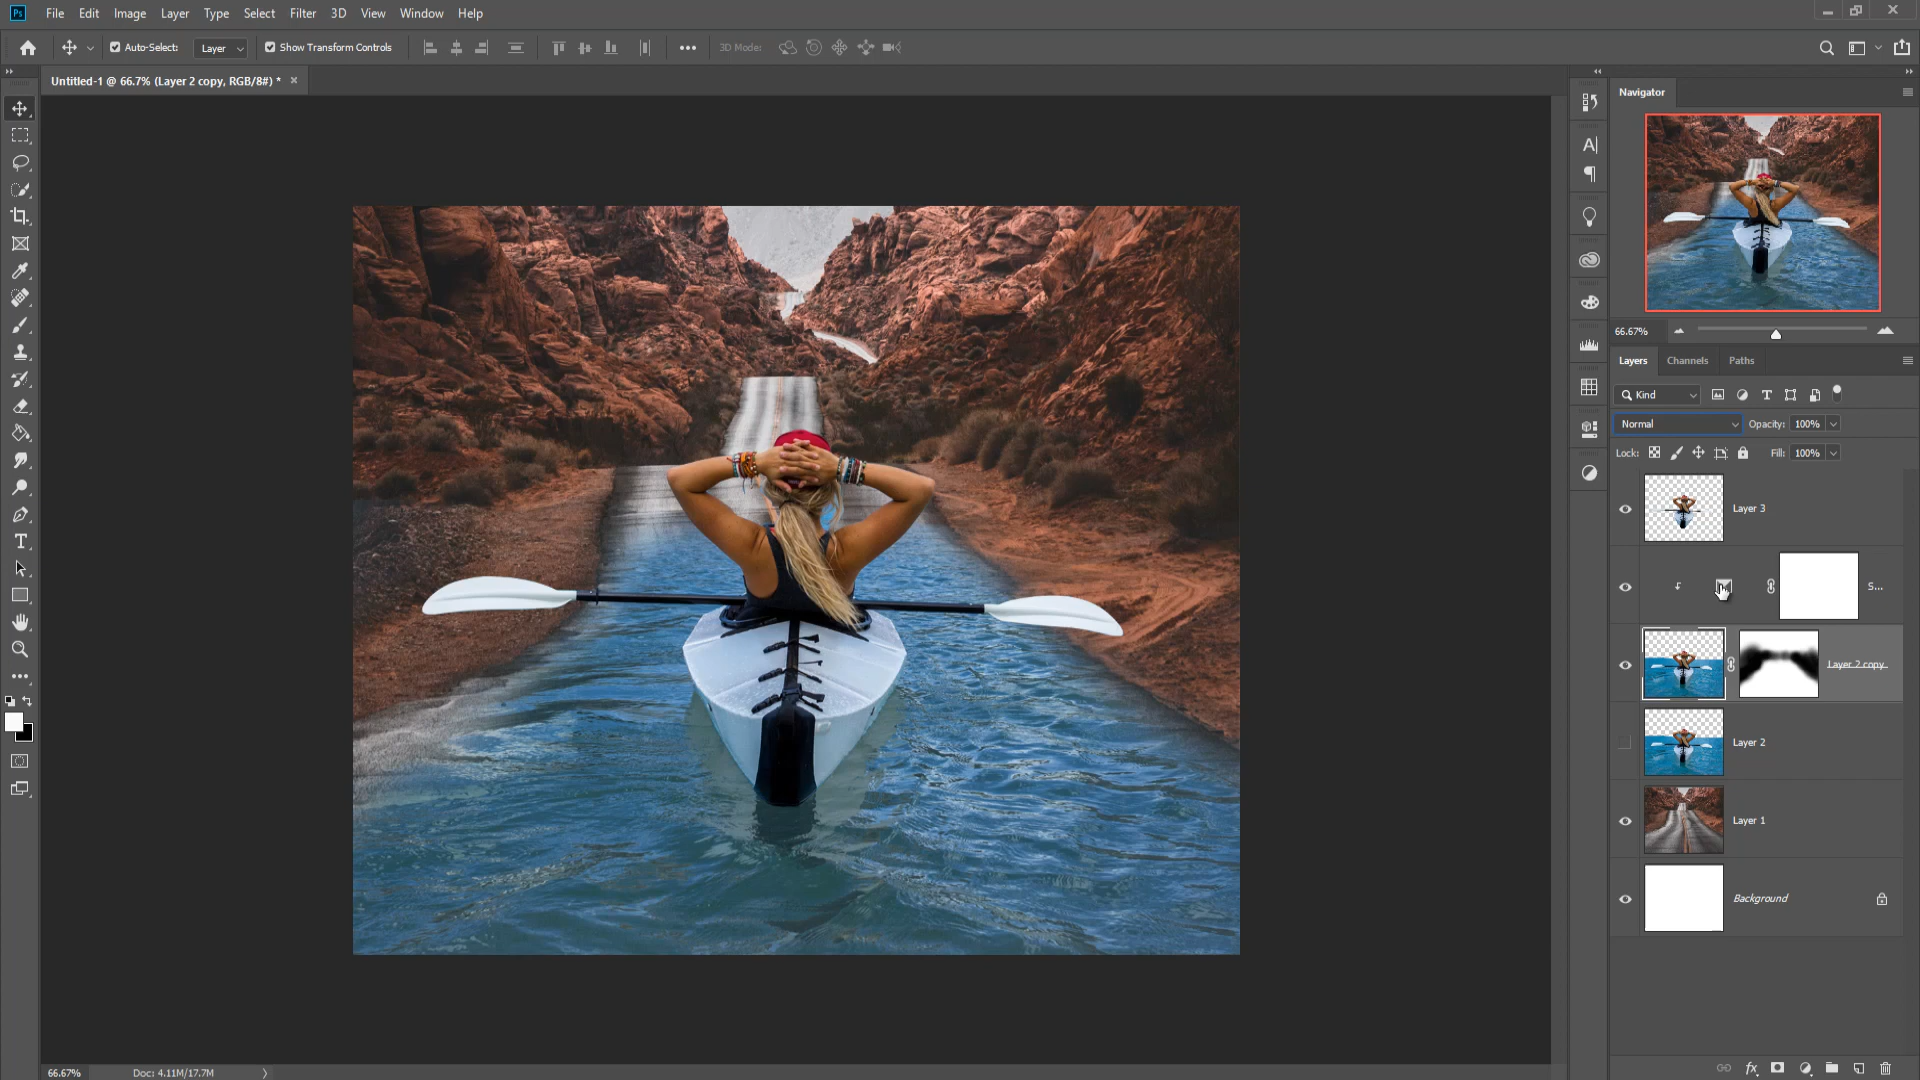 Ps File Edit Image Layer Type Select Filter 3D View Window Help
Auto-Select: Layer Show Transform Controls 3D Mode:
Untitled-1 @ 66.7% (Layer 2 copy, RGB/8#) *
Navigator
66.67%
Layers Channels Paths
Kind
Normal Opacity: 100%
Lock: Fill: 100%
Layer 3
S...
Layer 2 copy
Layer 2
Layer 1
Background
66.67% Doc: 4.11M/17.7M